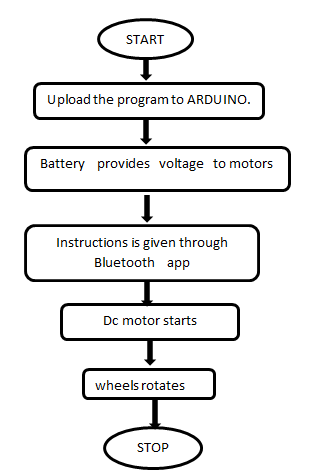 START
Upload the program to ARDUINO.
Battery provides voltage to motors
Instructions is given through
Bluetooth app
Dc motor starts
wheels rotates
STOP